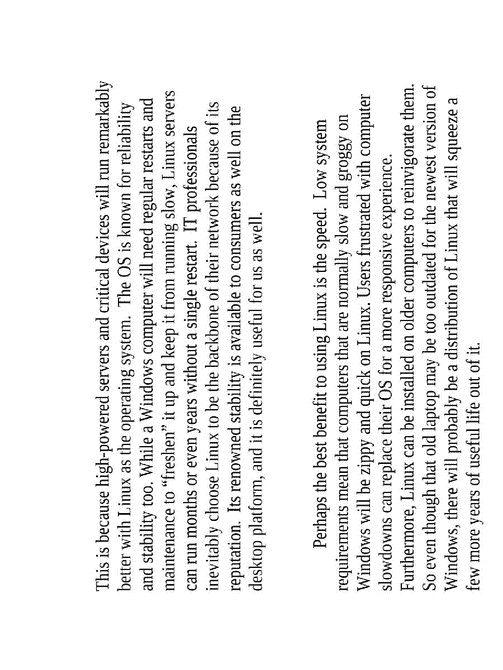 This is because high-powered servers and critical devices will run remarkably
better with Linux as the operating system.  The OS is known for reliability
and stability too. While a Windows computer will need regular restarts and
maintenance to “freshen” it up and keep it from running slow, Linux servers
can run months or even years without a single restart.  IT professionals
inevitably choose Linux to be the backbone of their network because of its
reputation.  Its renowned stability is available to consumers as well on the
desktop platform, and it is definitely useful for us as well.
Perhaps the best benefit to using Linux is the speed.  Low system
requirements mean that computers that are normally slow and groggy on
Windows will be zippy and quick on Linux. Users frustrated with computer
slowdowns can replace their OS for a more responsive experience.
Furthermore, Linux can be installed on older computers to reinvigorate them.
So even though that old laptop may be too outdated for the newest version of
Windows, there will probably be a distribution of Linux that will squeeze a
few more years of useful life out of it.